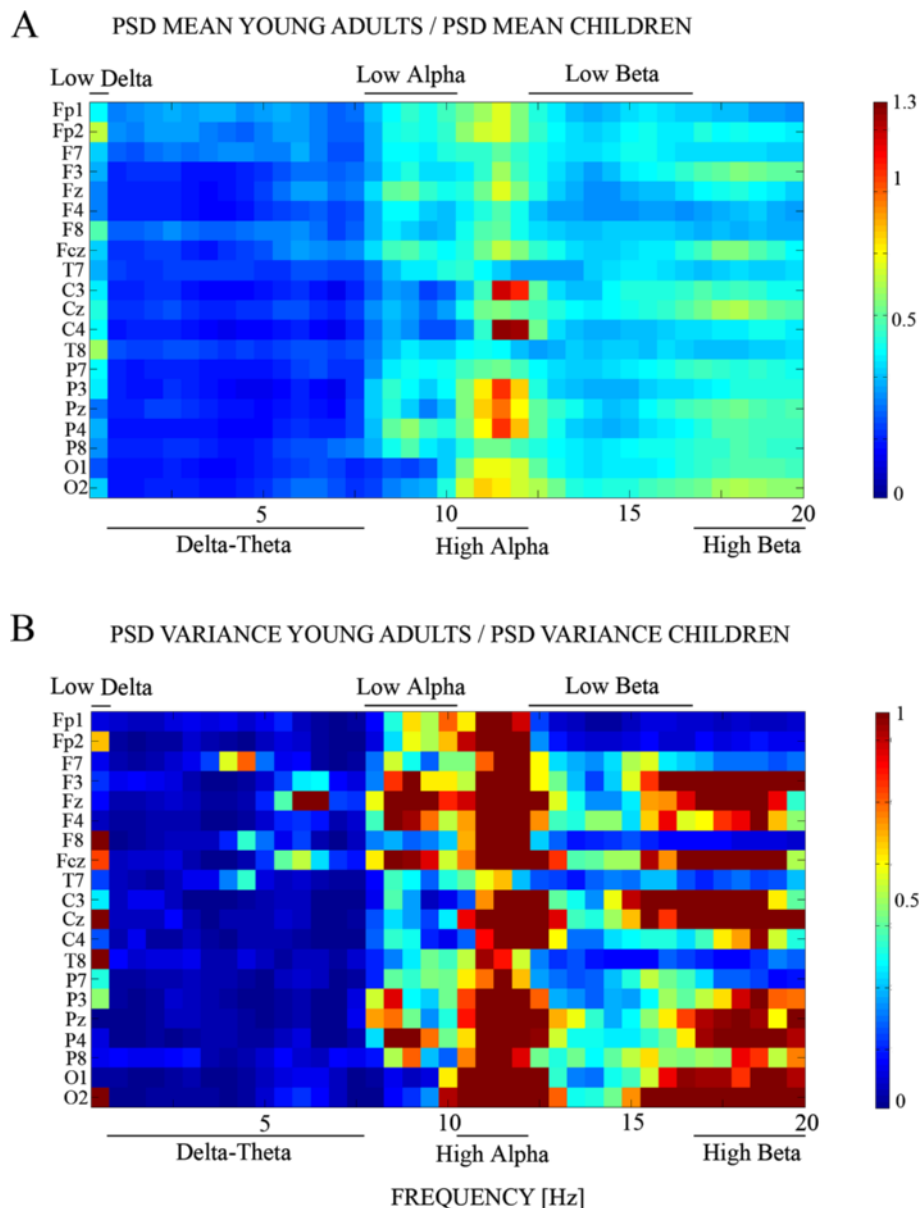 A
PSD MEAN YOUNG ADULTS / PSD MEAN CHILDREN
Low Delta
Low Alpha
Low Beta
Fp1
Fp2
F7
F3
Fz
F4
F8
Fcz
T7
C3
Cz
C4
T8
P7
P3
Pz
P4
P8
O1
O2
1.3
1
0
5
10
15
20
Delta-Theta
High Alpha
High Beta
B
PSD VARIANCE YOUNG ADULTS / PSD VARIANCE CHILDREN
Low Delta
Low Alpha
Low Beta
Fp1
Fp2
F7
F3
Fz
F4
F8
Fcz
T7
C3
Cz
C4
T8
P7
P3
Pz
P4
P8
O1
O2
1
0.5
0
5
10
15
20
Delta-Theta
High Alpha
High Beta
FREQUENCY [Hz]